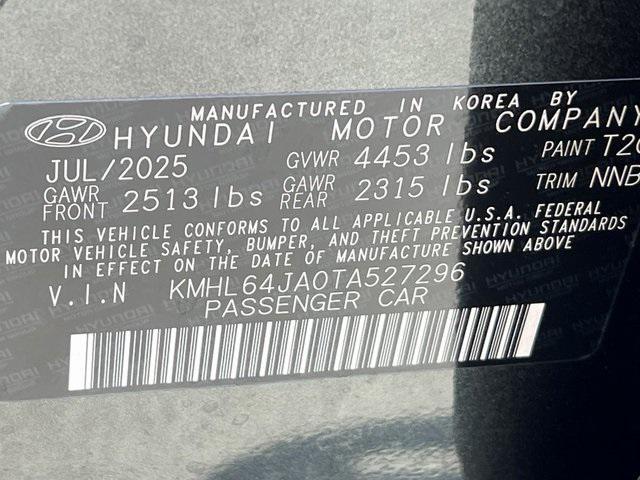 MANUFACTURED IN KOREA BY
HYUNDAI MOTOR COMPANY
JUL/2025 GVWR 4453 lbs PAINT
GAWR FRONT 2513 lbs GAWR REAR 2315 lbs TRIM NNB
THIS VEHICLE CONFORMS TO ALL APPLICABLE U.S.A. FEDERAL
MOTOR VEHICLE SAFETY, BUMPER, AND THEFT PREVENTION STANDARDS
IN EFFECT ON THE DATE OF MANUFACTURE SHOWN ABOVE
V.I.N KMHL64JA0TA527296
PASSENGER CAR